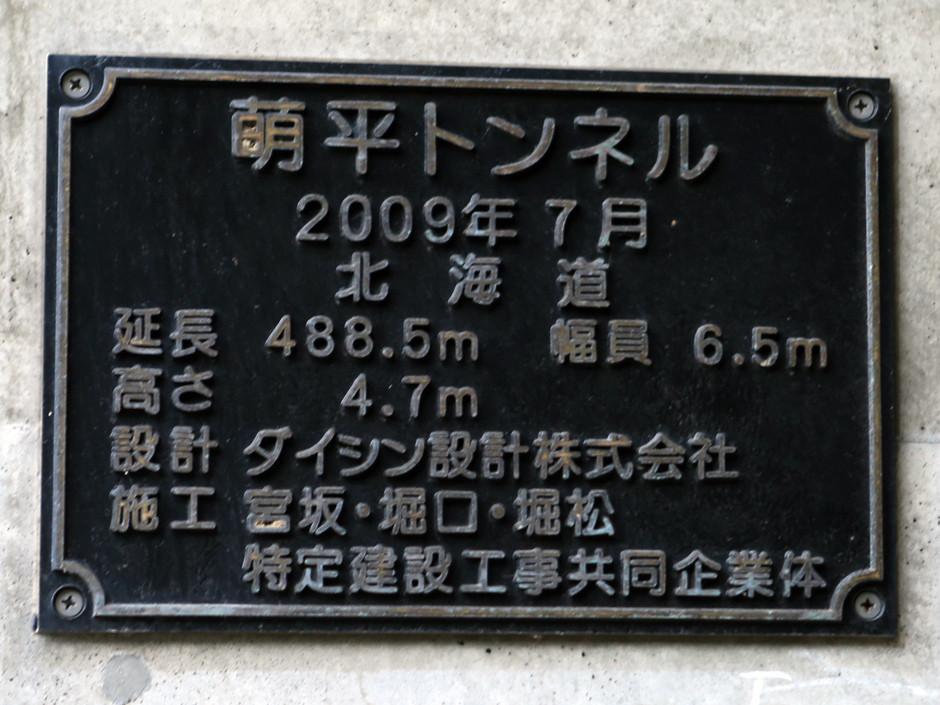 萌平トンネル
2009年 7月
北 海 道
延長 488.5m 幅員 6.5m
高さ 4.7m
設計 ダイシン設計株式会社
施工 宮坂・堀口・堀松
特定建設工事共同企業体